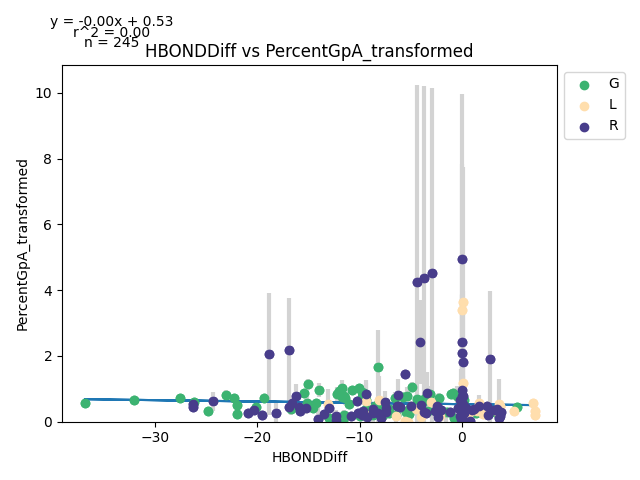 y = -0.00x + 0.53
r^2 = 0.00
n = 245
HBONDDiff vs PercentGpA_transformed
G
L
R
PercentGpA_transformed
10
8
6
4
2
0
−30
−20
−10
0
HBONDDiff